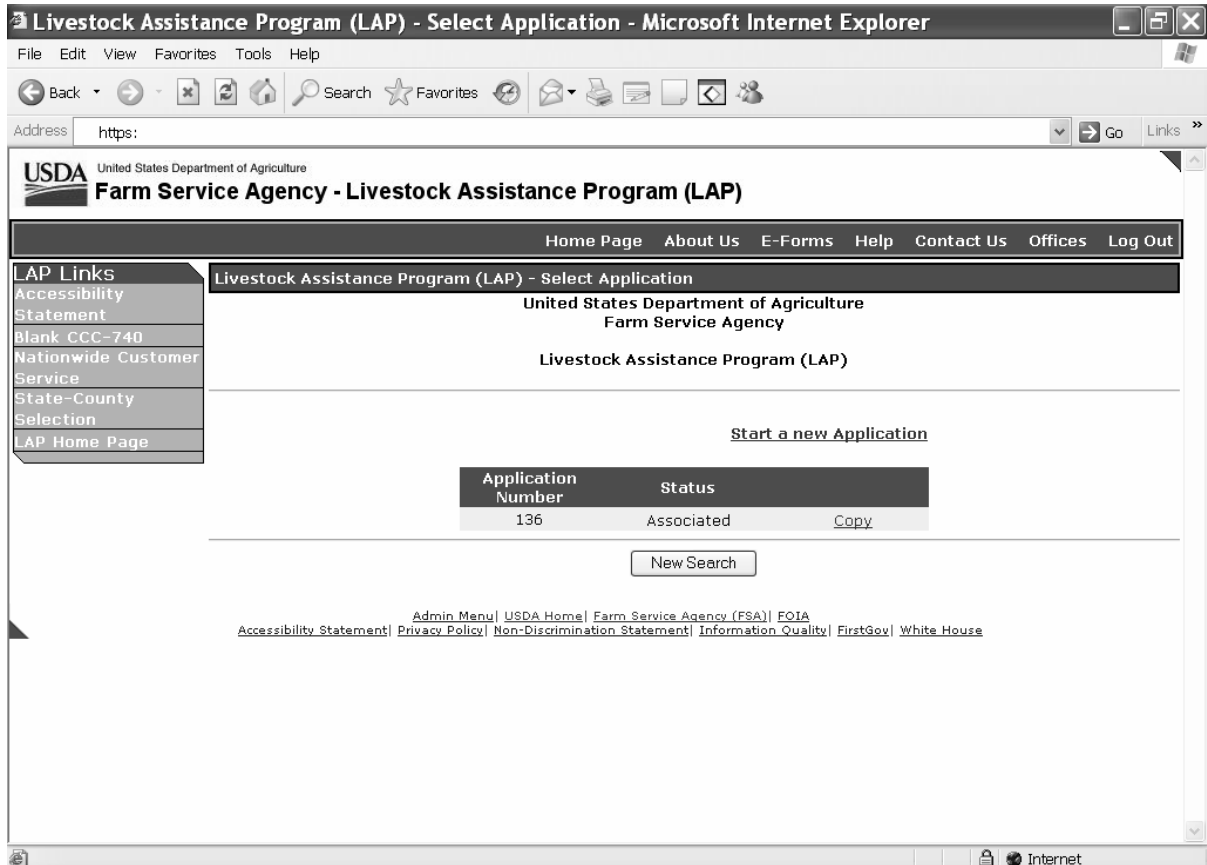 Livestock Assistance Program (LAP) - Select Application - Microsoft Internet Explorer
File Edit View Favorites Tools Help
Back Search Favorites
Address https: Go Links »
USDA United States Department of Agriculture
Farm Service Agency - Livestock Assistance Program (LAP)
Home Page About Us E-Forms Help Contact Us Offices Log Out
LAP Links
Accessibility
Statement
Blank CCC-740
Nationwide Customer
Service
State-County
Selection
LAP Home Page
Livestock Assistance Program (LAP) - Select Application
United States Department of Agriculture
Farm Service Agency
Livestock Assistance Program (LAP)
Start a new Application
Application
Number
Status
136 Associated Copy
New Search
Admin Menu| USDA Home| Farm Service Agency (FSA)| FOIA
Accessibility Statement| Privacy Policy| Non-Discrimination Statement| Information Quality| FirstGov| White House
Internet